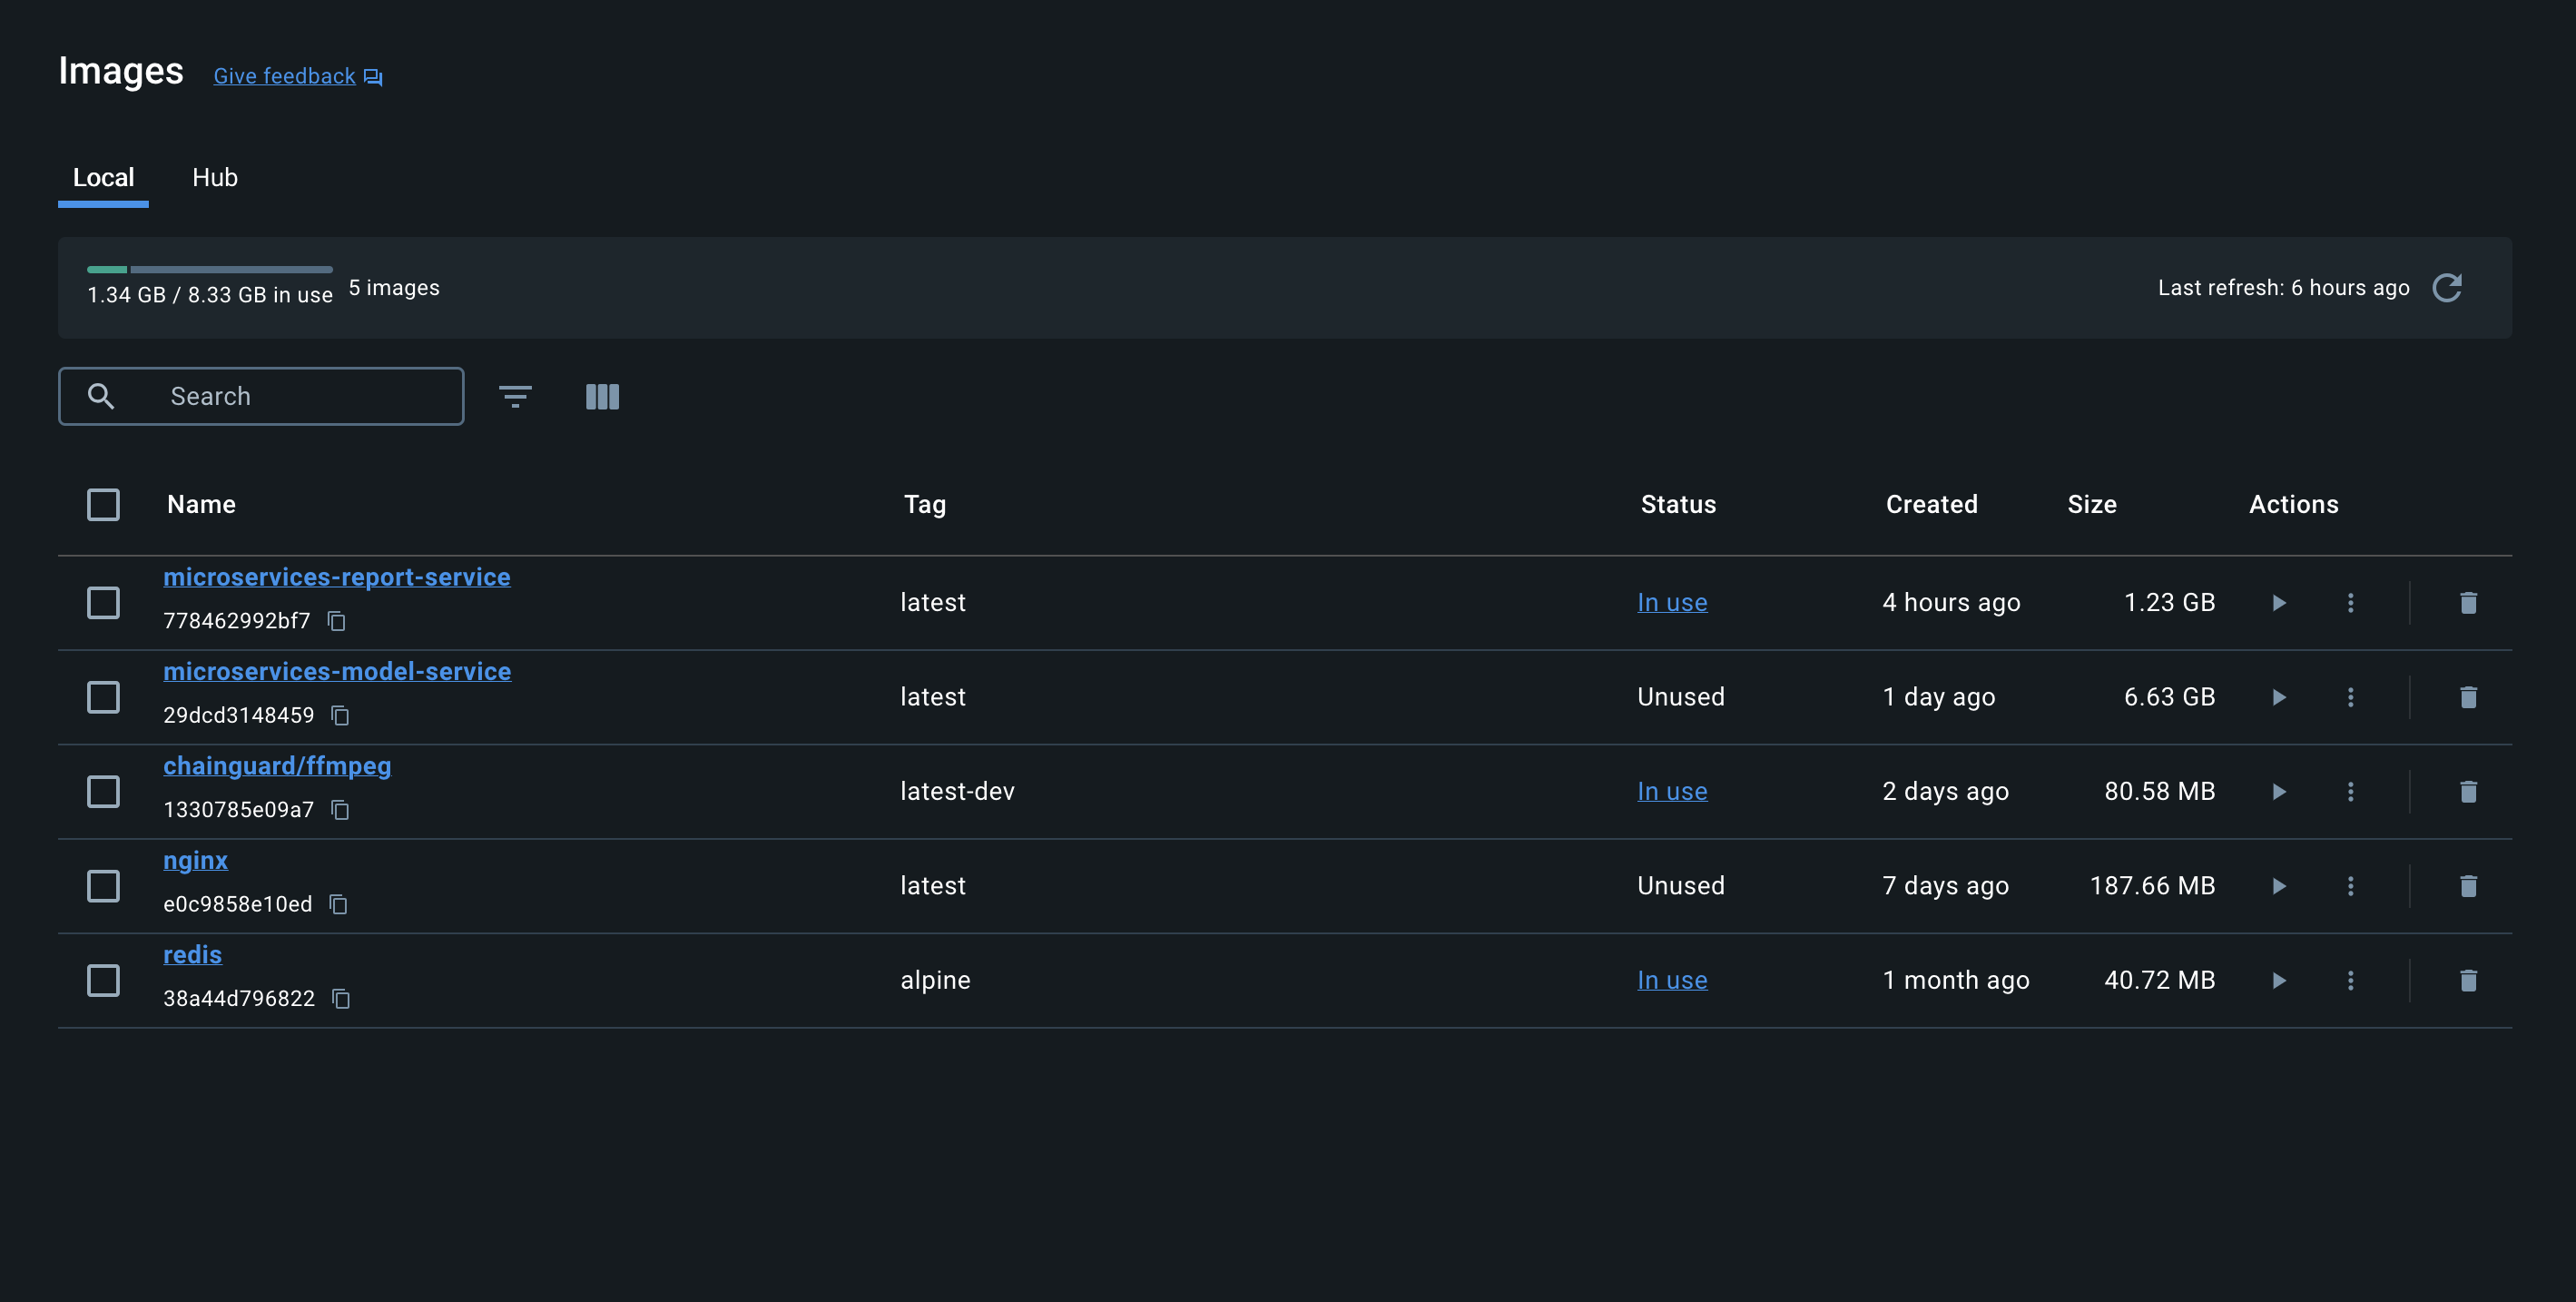 Images Give feedback
Local Hub
1.34 GB / 8.33 GB in use 5 images Last refresh: 6 hours ago
Search
Name Tag Status Created Size Actions
microservices-report-service
778462992bf7 latest In use 4 hours ago 1.23 GB
microservices-model-service
29dcd3148459 latest Unused 1 day ago 6.63 GB
chainguard/ffmpeg
1330785e09a7 latest-dev In use 2 days ago 80.58 MB
nginx
e0c9858e10ed latest Unused 7 days ago 187.66 MB
redis
38a44d796822 alpine In use 1 month ago 40.72 MB